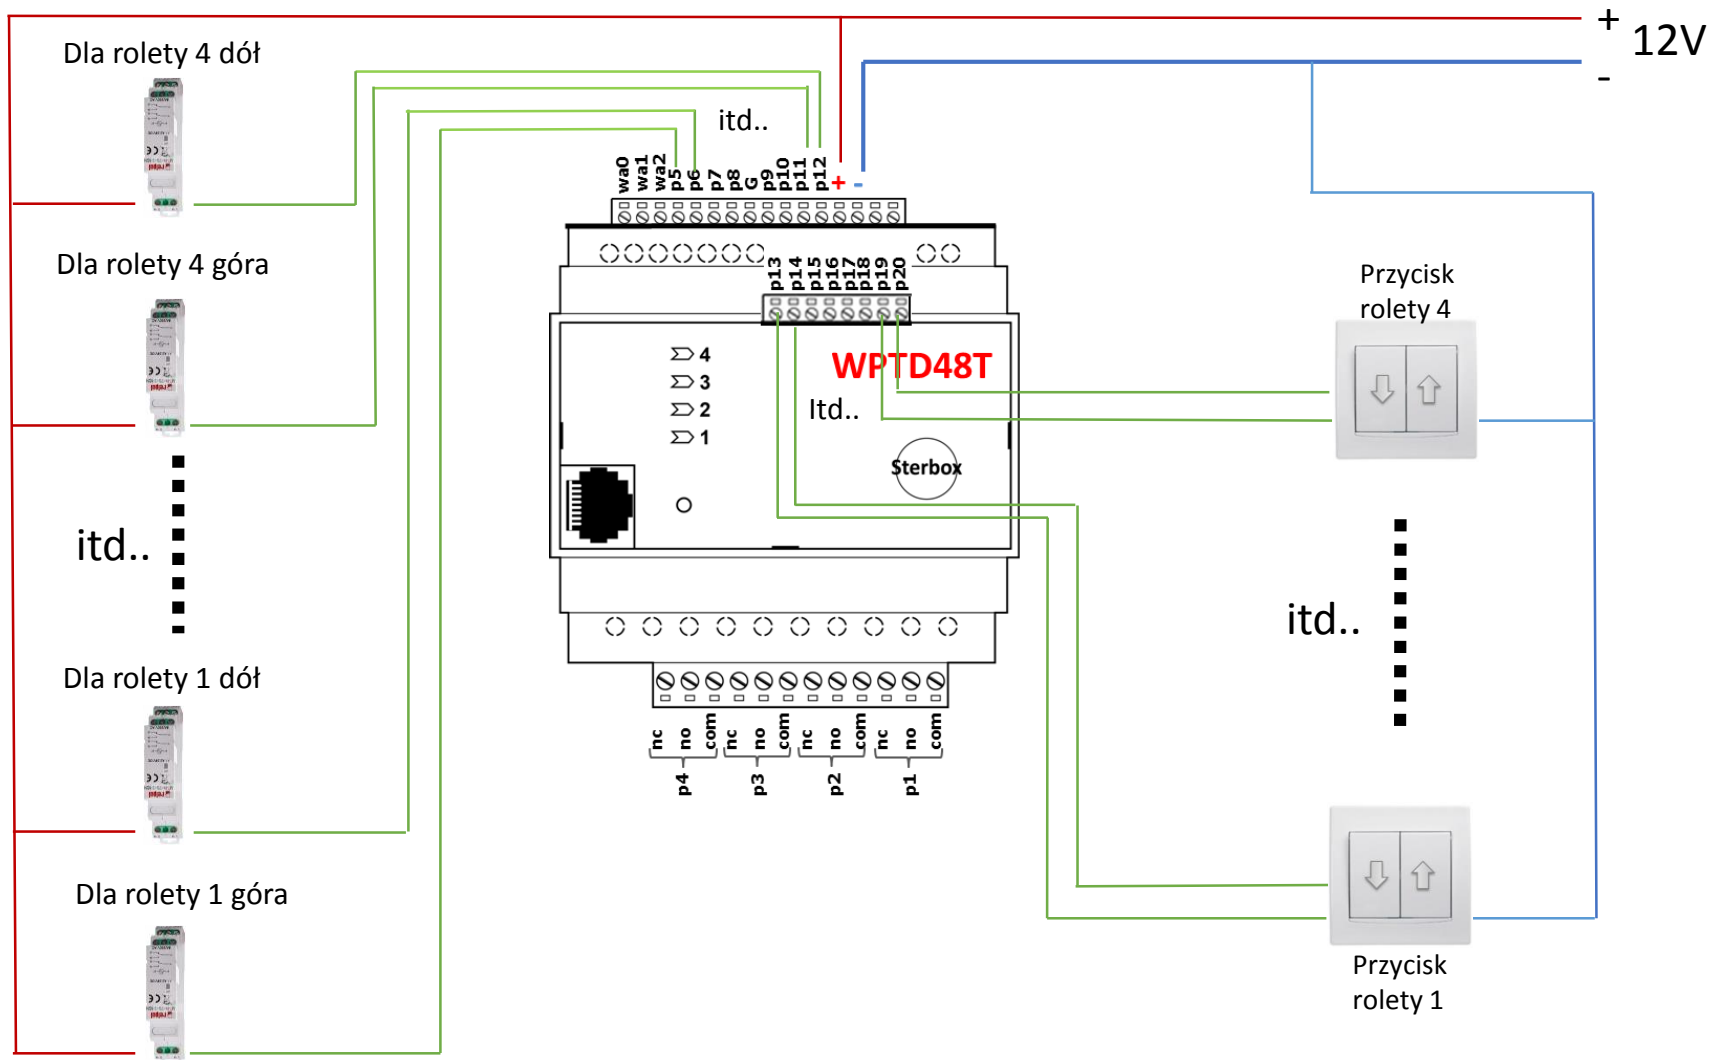 +
12V
-
Dla rolety 4 dół
itd..
wa0
wa1
wa2
p5
p6
p7
p8
G
p9
p10
p11
p12
+
-
Dla rolety 4 góra
p13
p14
p15
p16
p17
p18
p19
p20
Przycisk
rolety 4
4
3
2
1
WPTD48T
Itd..
Sterbox
itd..
itd..
Dla rolety 1 dół
nc
no
com
nc
no
com
nc
no
com
nc
no
com
p4
p3
p2
p1
Dla rolety 1 góra
Przycisk
rolety 1